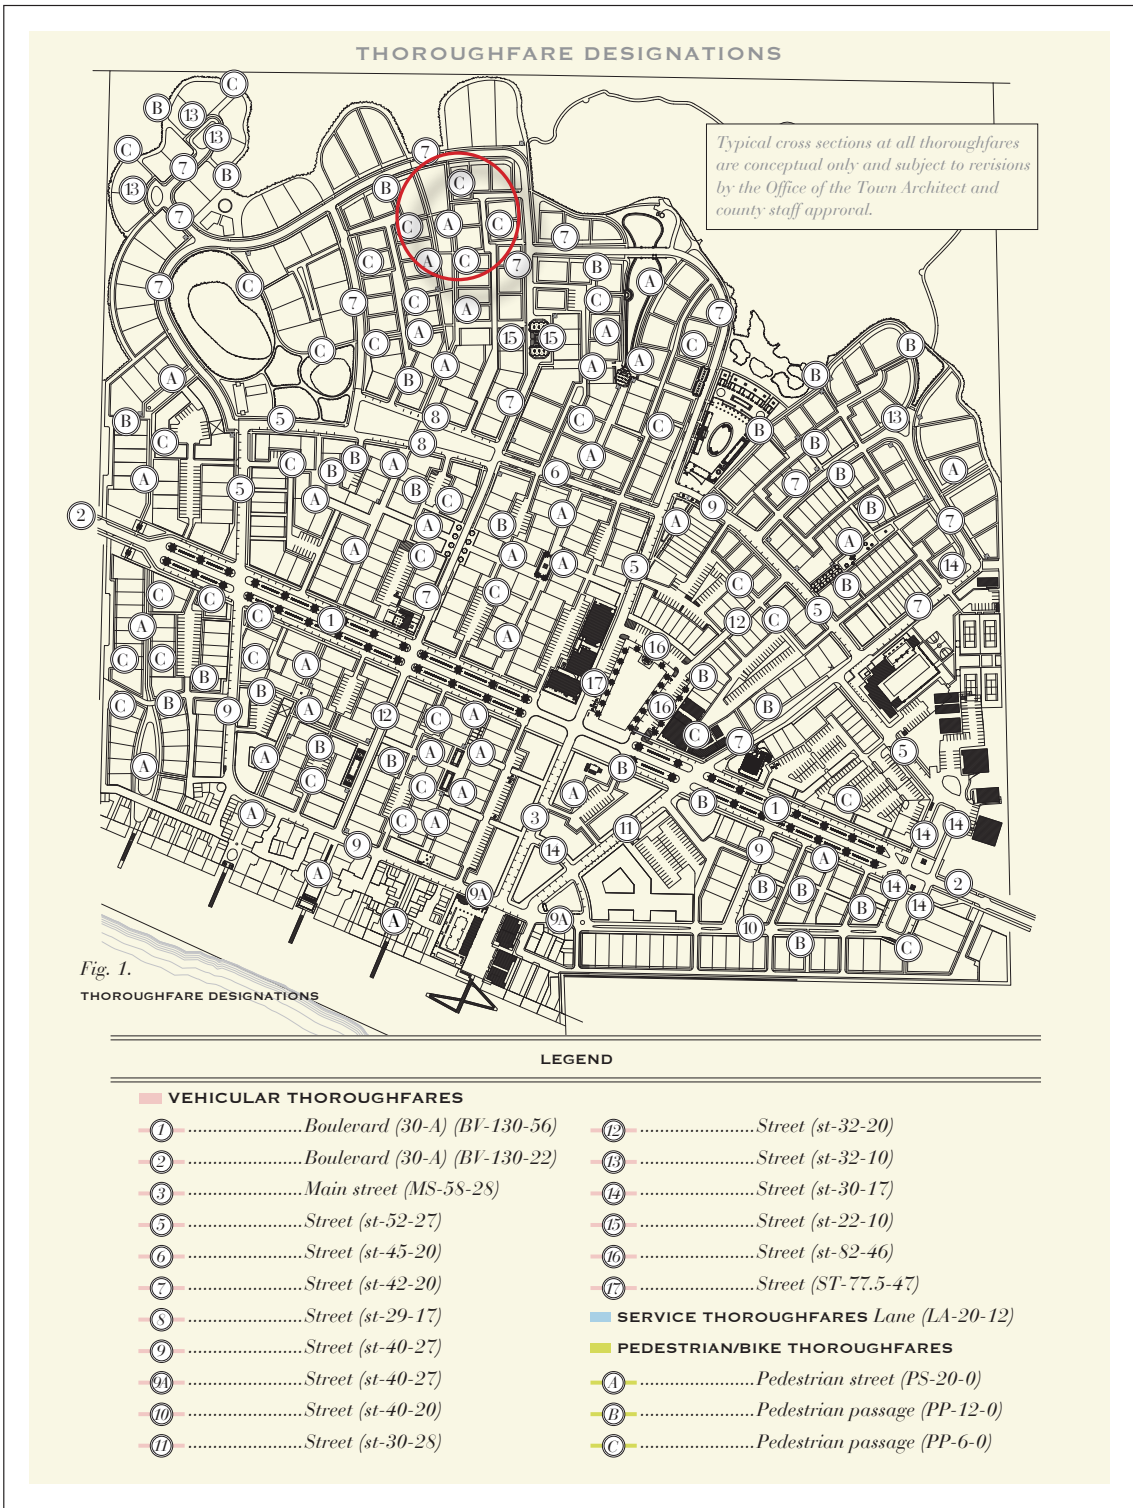 THOROUGHFARE DESIGNATIONS
Typical cross sections at all thoroughfares
are conceptual only and subject to revisions
by the Office of the Town Architect and
county staff approval.
Fig. 1.
THOROUGHFARE DESIGNATIONS
LEGEND
VEHICULAR THOROUGHFARES
1 ......................Boulevard (30-A) (BV-130-56)
2 ......................Boulevard (30-A) (BV-130-22)
3 ......................Main street (MS-58-28)
5 ......................Street (st-52-27)
6 ......................Street (st-45-20)
7 ......................Street (st-42-20)
8 ......................Street (st-29-17)
9 ......................Street (st-40-27)
9A ......................Street (st-40-27)
10 ......................Street (st-40-20)
11 ......................Street (st-30-28)
12 ......................Street (st-32-20)
13 ......................Street (st-32-10)
14 ......................Street (st-30-17)
15 ......................Street (st-22-10)
16 ......................Street (st-82-46)
17 ......................Street (ST-77.5-47)
SERVICE THOROUGHFARES Lane (LA-20-12)
PEDESTRIAN/BIKE THOROUGHFARES
A ......................Pedestrian street (PS-20-0)
B ......................Pedestrian passage (PP-12-0)
C ......................Pedestrian passage (PP-6-0)